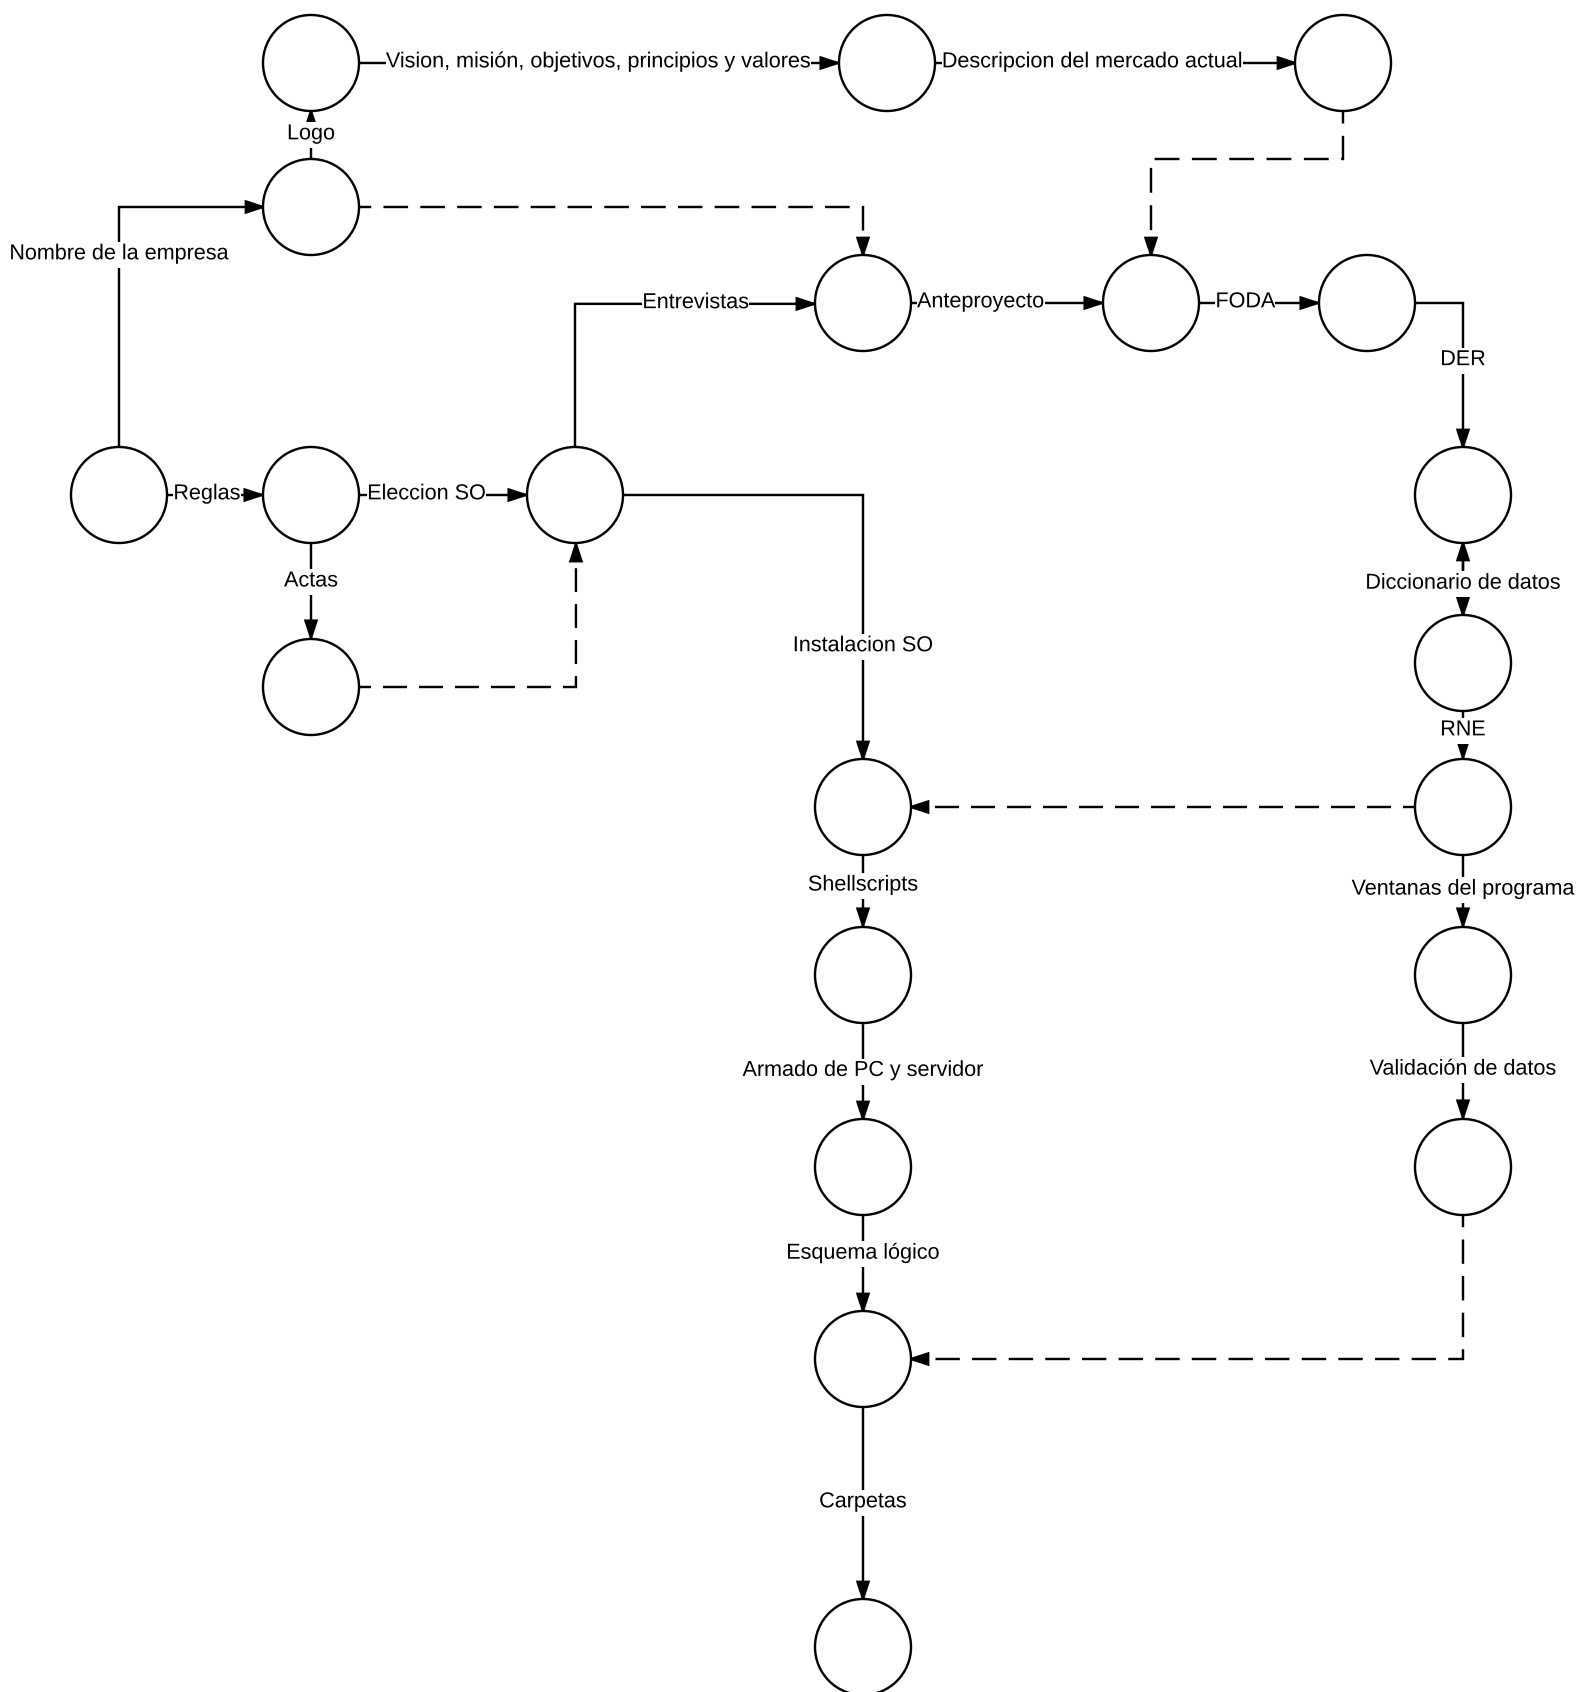 Vision, misión, objetivos, principios y valores
Descripcion del mercado actual
Logo
Nombre de la empresa
Entrevistas
Anteproyecto
FODA
DER
Reglas
Eleccion SO
Actas
Diccionario de datos
Instalacion SO
RNE
Shellscripts
Ventanas del programa
Armado de PC y servidor
Validación de datos
Esquema lógico
Carpetas